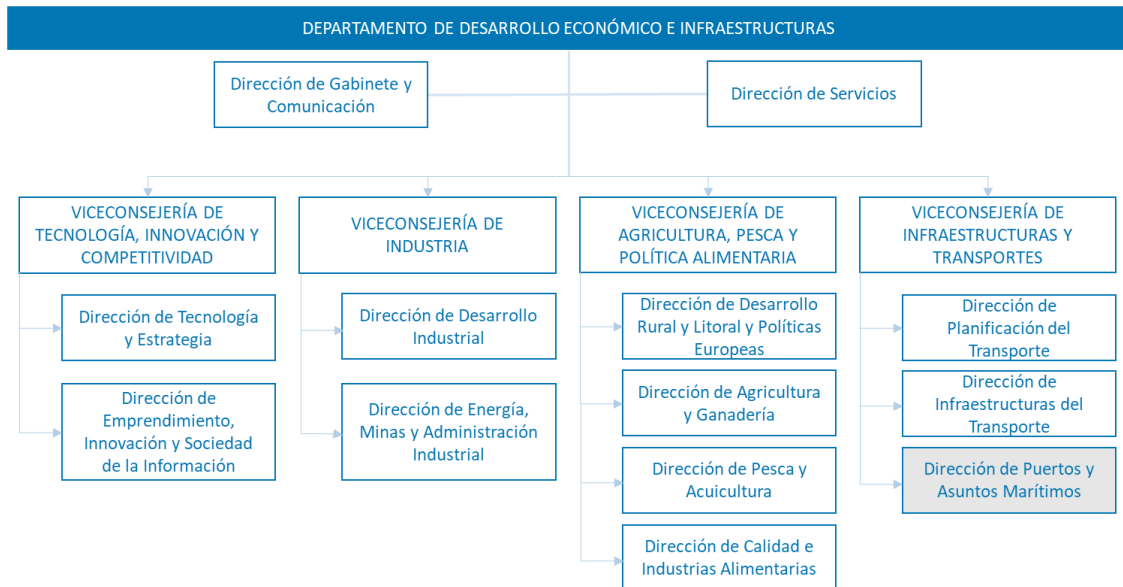 DEPARTAMENTO DE DESARROLLO ECONÓMICO E INFRAESTRUCTURAS
Dirección de Gabinete y
Comunicación
Dirección de Servicios
VICECONSEJERÍA DE
TECNOLOGÍA, INNOVACIÓN Y
COMPETITIVIDAD
Dirección de Tecnología
y Estrategia
Dirección de
Emprendimiento,
Innovación y Sociedad
de la Información
VICECONSEJERÍA DE
INDUSTRIA
Dirección de Desarrollo
Industrial
Dirección de Energía,
Minas y Administración
Industrial
VICECONSEJERÍA DE
AGRICULTURA, PESCA Y
POLÍTICA ALIMENTARIA
Dirección de Desarrollo
Rural y Litoral y Políticas
Europeas
Dirección de Agricultura
y Ganadería
Dirección de Pesca y
Acuicultura
Dirección de Calidad e
Industrias Alimentarias
VICECONSEJERÍA DE
INFRAESTRUCTURAS Y
TRANSPORTES
Dirección de
Planificación del
Transporte
Dirección de
Infraestructuras del
Transporte
Dirección de Puertos y
Asuntos Marítimos